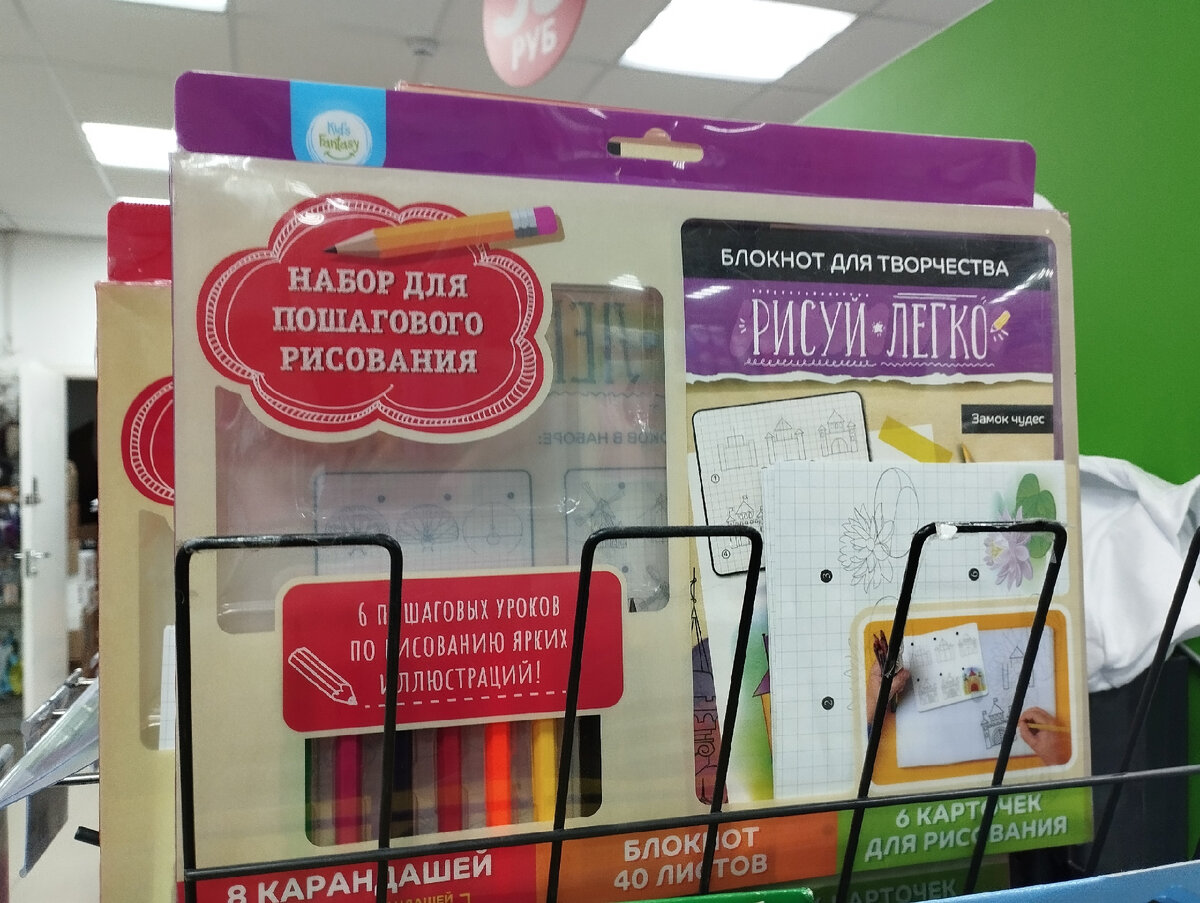 РУБ
Kid's
Fantasy
НАБОР ДЛЯ
ПОШАГОВОГО
РИСОВАНИЯ
БЛОКНОТ ДЛЯ ТВОРЧЕСТВА
РИСУЙ ЛЕГКО
Замок чудес
6 ПОШАГОВЫХ УРОКОВ
ПО РИСОВАНИЮ ЯРКИХ
ИЛЛЮСТРАЦИЙ!
8 КАРАНДАШЕЙ
БЛОКНОТ
40 ЛИСТОВ
6 КАРТОЧЕК
ДЛЯ РИСОВАНИЯ
КАРТОЧЕК